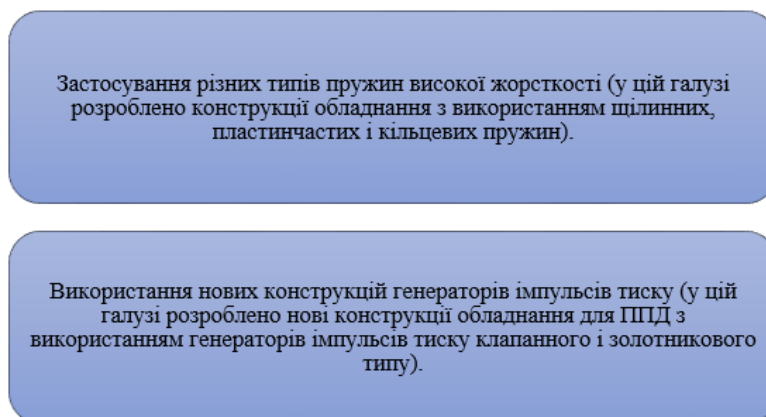 Застосування різних типів пружин високої жорсткості (у цій галузі
розроблено конструкції обладнання з використанням щілинних,
пластинчастих і кільцевих пружин).
Використання нових конструкцій генераторів імпульсів тиску (у цій
галузі розроблено нові конструкції обладнання для ППД з
використанням генераторів імпульсів тиску клапанного і золотникового
типу).